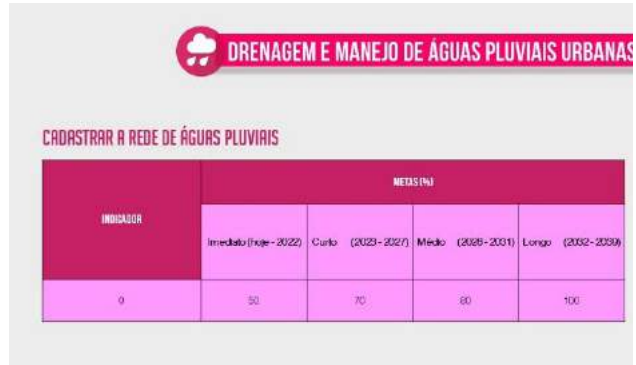 DRENAGEM E MANEJO DE ÁGUAS PLUVIAIS URBANAS
CADASTRAR A REDE DE ÁGUAS PLUVIAIS
INDICADOR
METAS (%)
Imediato (hoje - 2022) Curto (2023 - 2027) Médio (2028 - 2031) Longo (2032 - 2039)
0 50 70 80 100